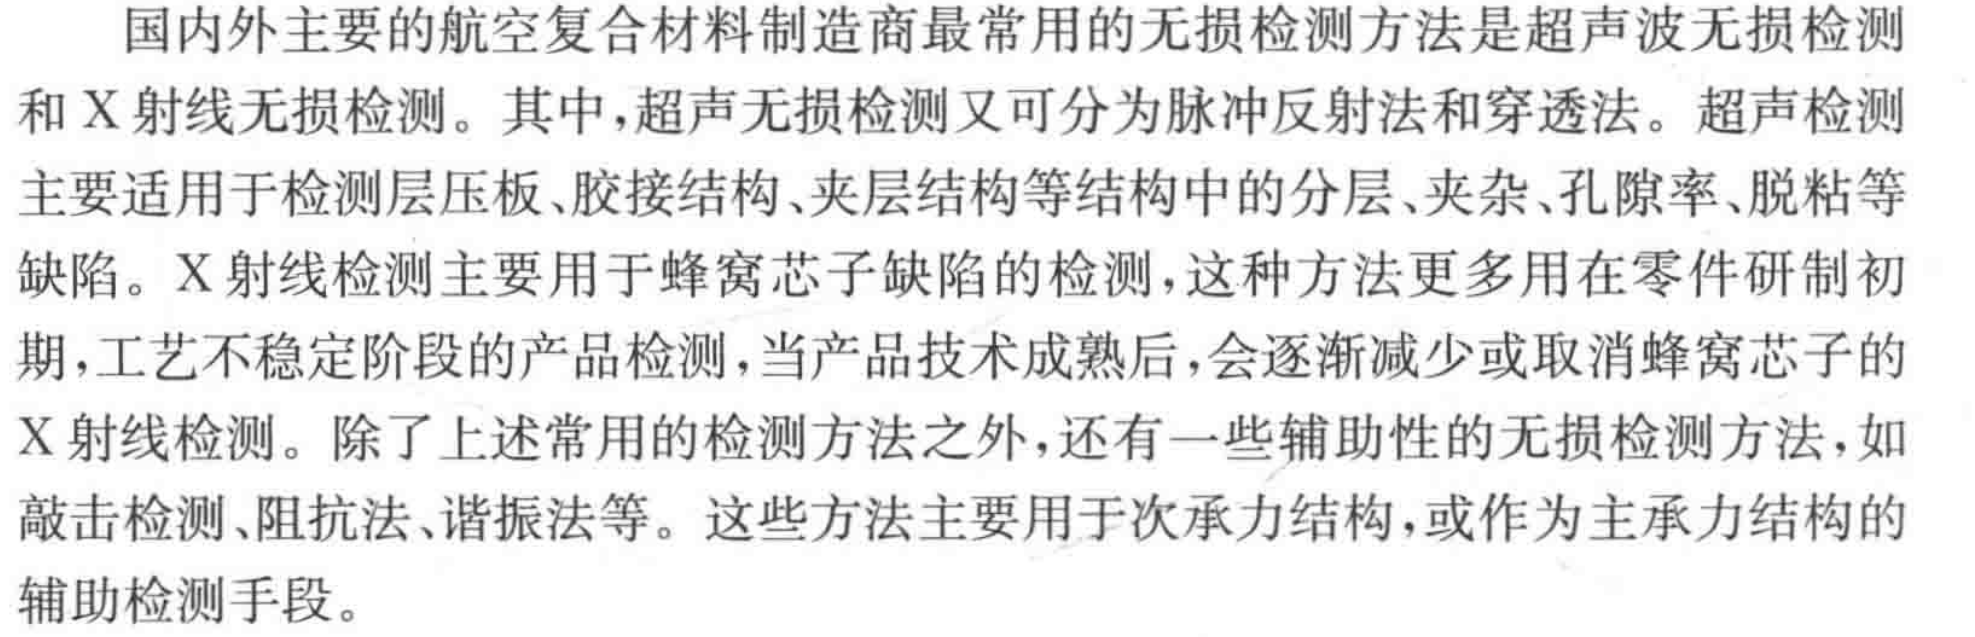 国内外主要的航空复合材料制造商最常用的无损检测方法是超声波无损检测
和 X 射线无损检测。其中,超声无损检测又可分为脉冲反射法和穿透法。超声检测
主要适用于检测层压板、胶接结构、夹层结构等结构中的分层、夹杂、孔隙率、脱粘等
缺陷。X 射线检测主要用于蜂窝芯子缺陷的检测,这种方法更多用在零件研制初
期,工艺不稳定阶段的产品检测,当产品技术成熟后,会逐渐减少或取消蜂窝芯子的
X 射线检测。除了上述常用的检测方法之外,还有一些辅助性的无损检测方法,如
敲击检测、阻抗法、谐振法等。这些方法主要用于次承力结构,或作为主承力结构的
辅助检测手段。